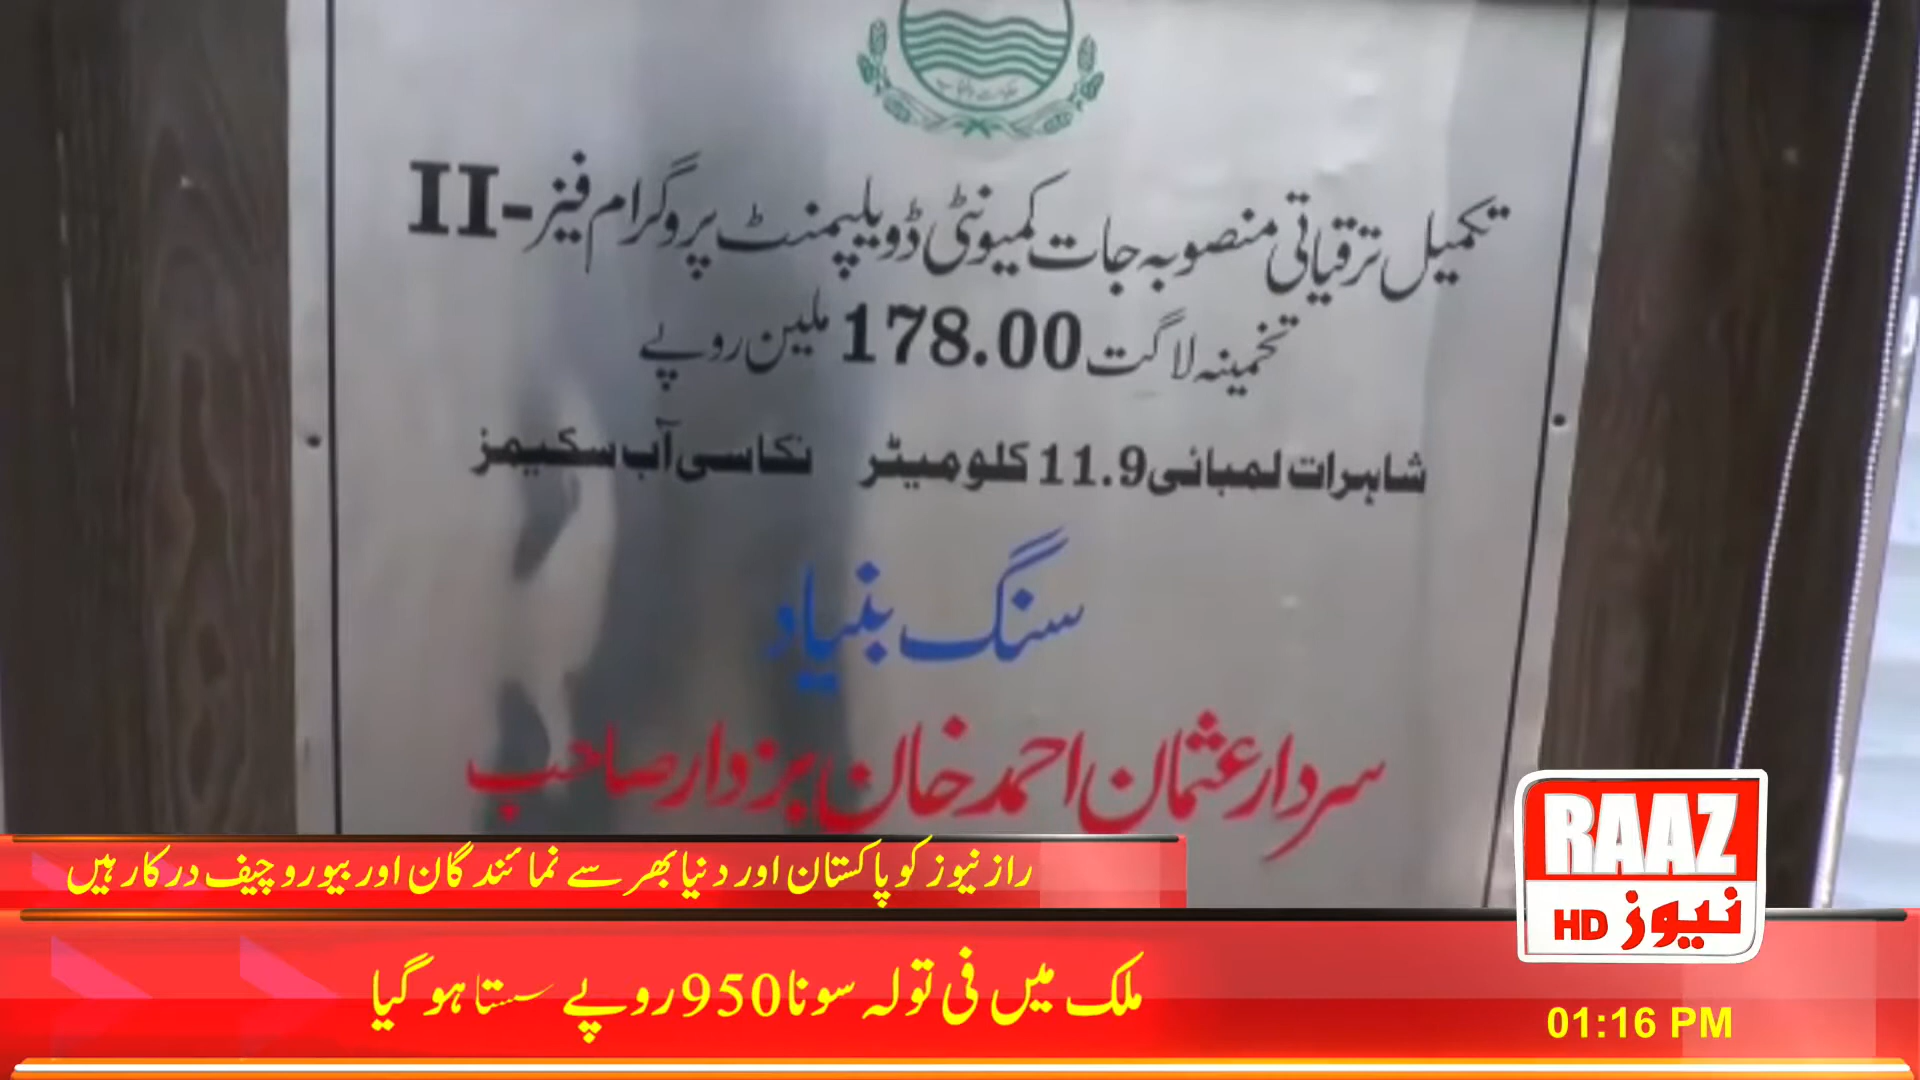 حکومت پنجاب
تکمیل ترقیاتی منصوبہ جات کمیونٹی ڈویلپمنٹ پروگرام فیز-II
تخمینہ لاگت 178.00 ملین روپے
شاہرات لمبائی 11.9 کلومیٹر نکاسی آب سکیمز
سنگ بنیاد
سردار عثمان احمد خان بزدار صاحب
راز نیوز کو پاکستان اور دنیا بھر سے نمائندگان اور بیورو چیف درکار ہیں
RAAZ
نیوز HD
ملک میں فی تولہ سونا 950 روپے سستا ہو گیا
01:16 PM